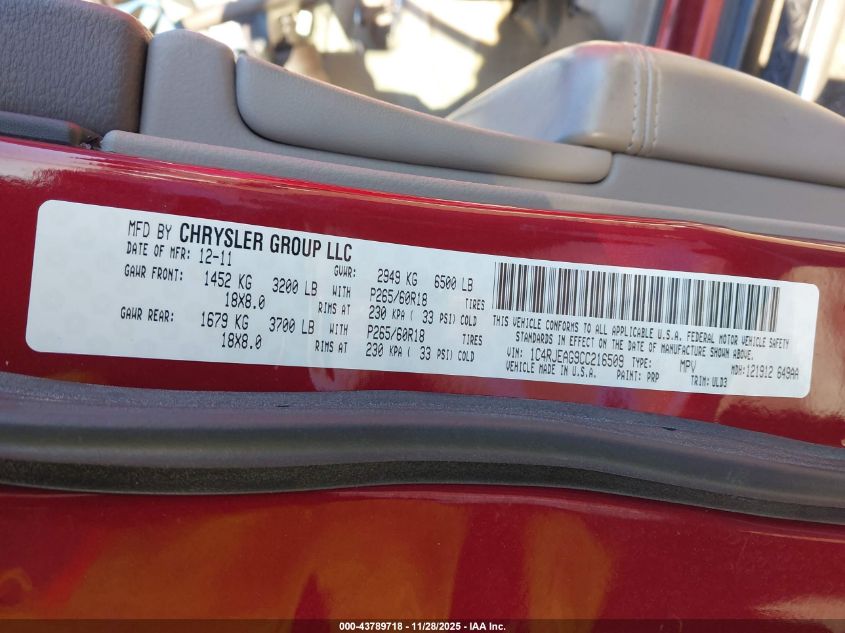 MFD BY CHRYSLER GROUP LLC
DATE OF MFR: 12-11 GVWR: 2949 KG 6500 LB
GAWR FRONT: 1452 KG 3200 LB WITH P265/60R18 TIRES
18X8.0 RIMS AT 230 KPA ( 33 PSI) COLD
GAWR REAR: 1679 KG 3700 LB WITH P265/60R18 TIRES
18X8.0 RIMS AT 230 KPA ( 33 PSI) COLD
THIS VEHICLE CONFORMS TO ALL APPLICABLE U.S.A. FEDERAL MOTOR VEHICLE SAFETY
STANDARDS IN EFFECT ON THE DATE OF MANUFACTURE SHOWN ABOVE.
VIN: 1C4RJEAG9CC216509 TYPE: MPV MDH:121912 649AA
VEHICLE MADE IN U.S.A. PAINT: PRP TRIM:ULD3
000-43789718 - 11/28/2025 - IAA Inc.